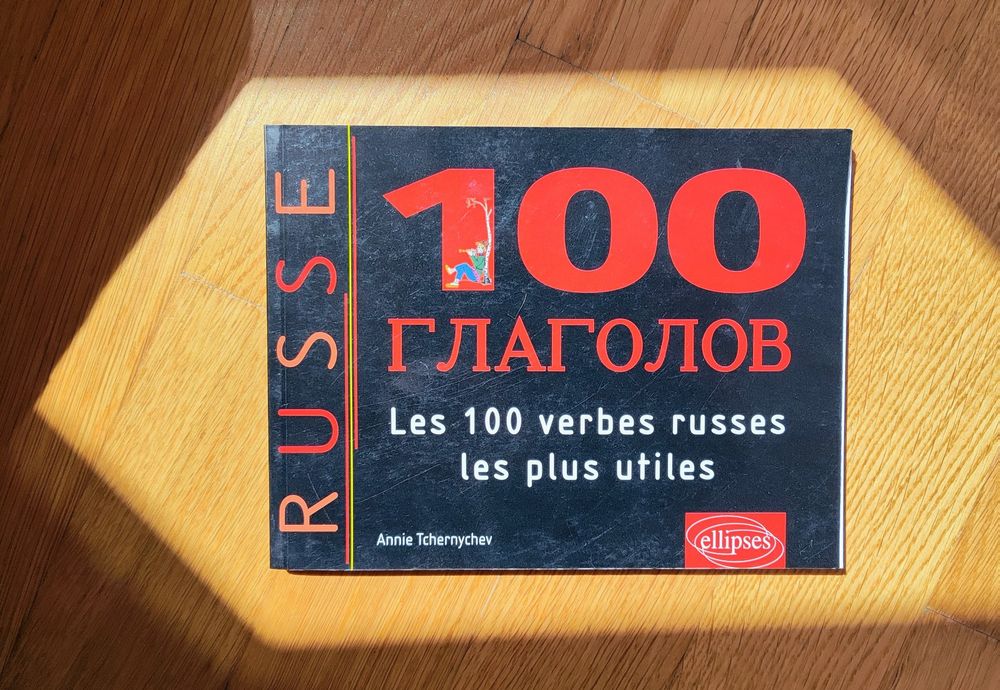 RUSSE
100
ГЛАГОЛОВ
Les 100 verbes russes
les plus utiles
Annie Tchernychev
ellipses